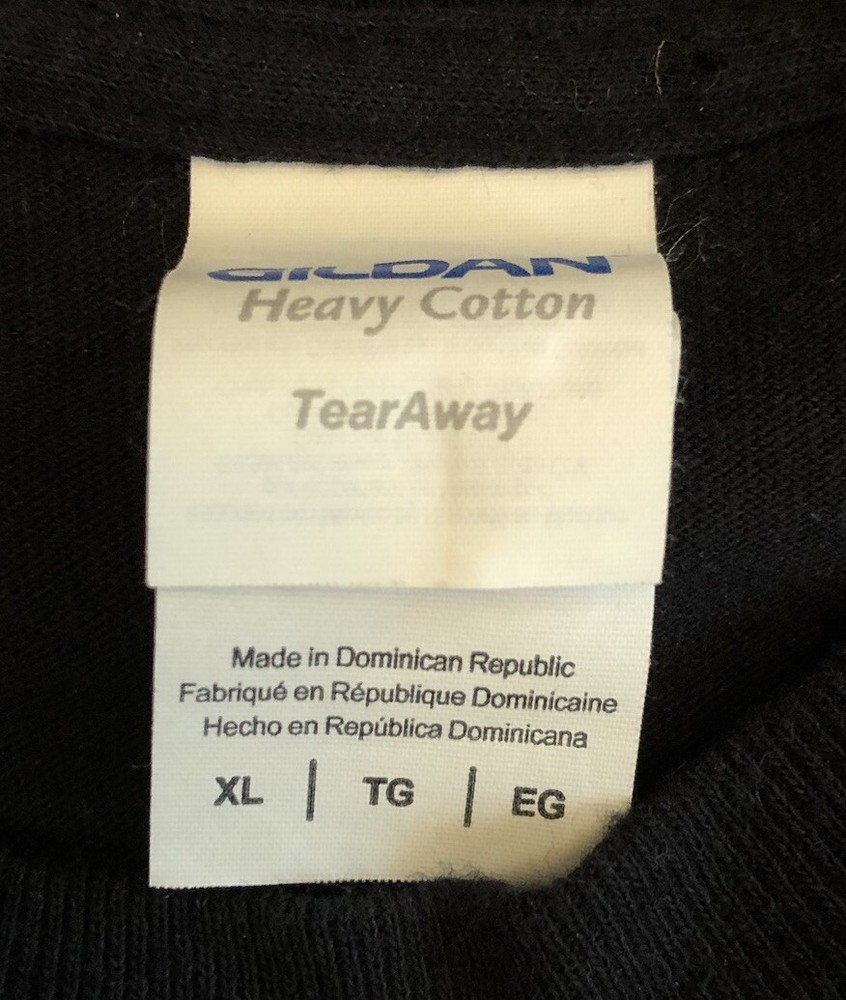 GILDAN
Heavy Cotton
TearAway
Made in Dominican Republic
Fabriqué en République Dominicaine
Hecho en República Dominicana
XL | TG | EG